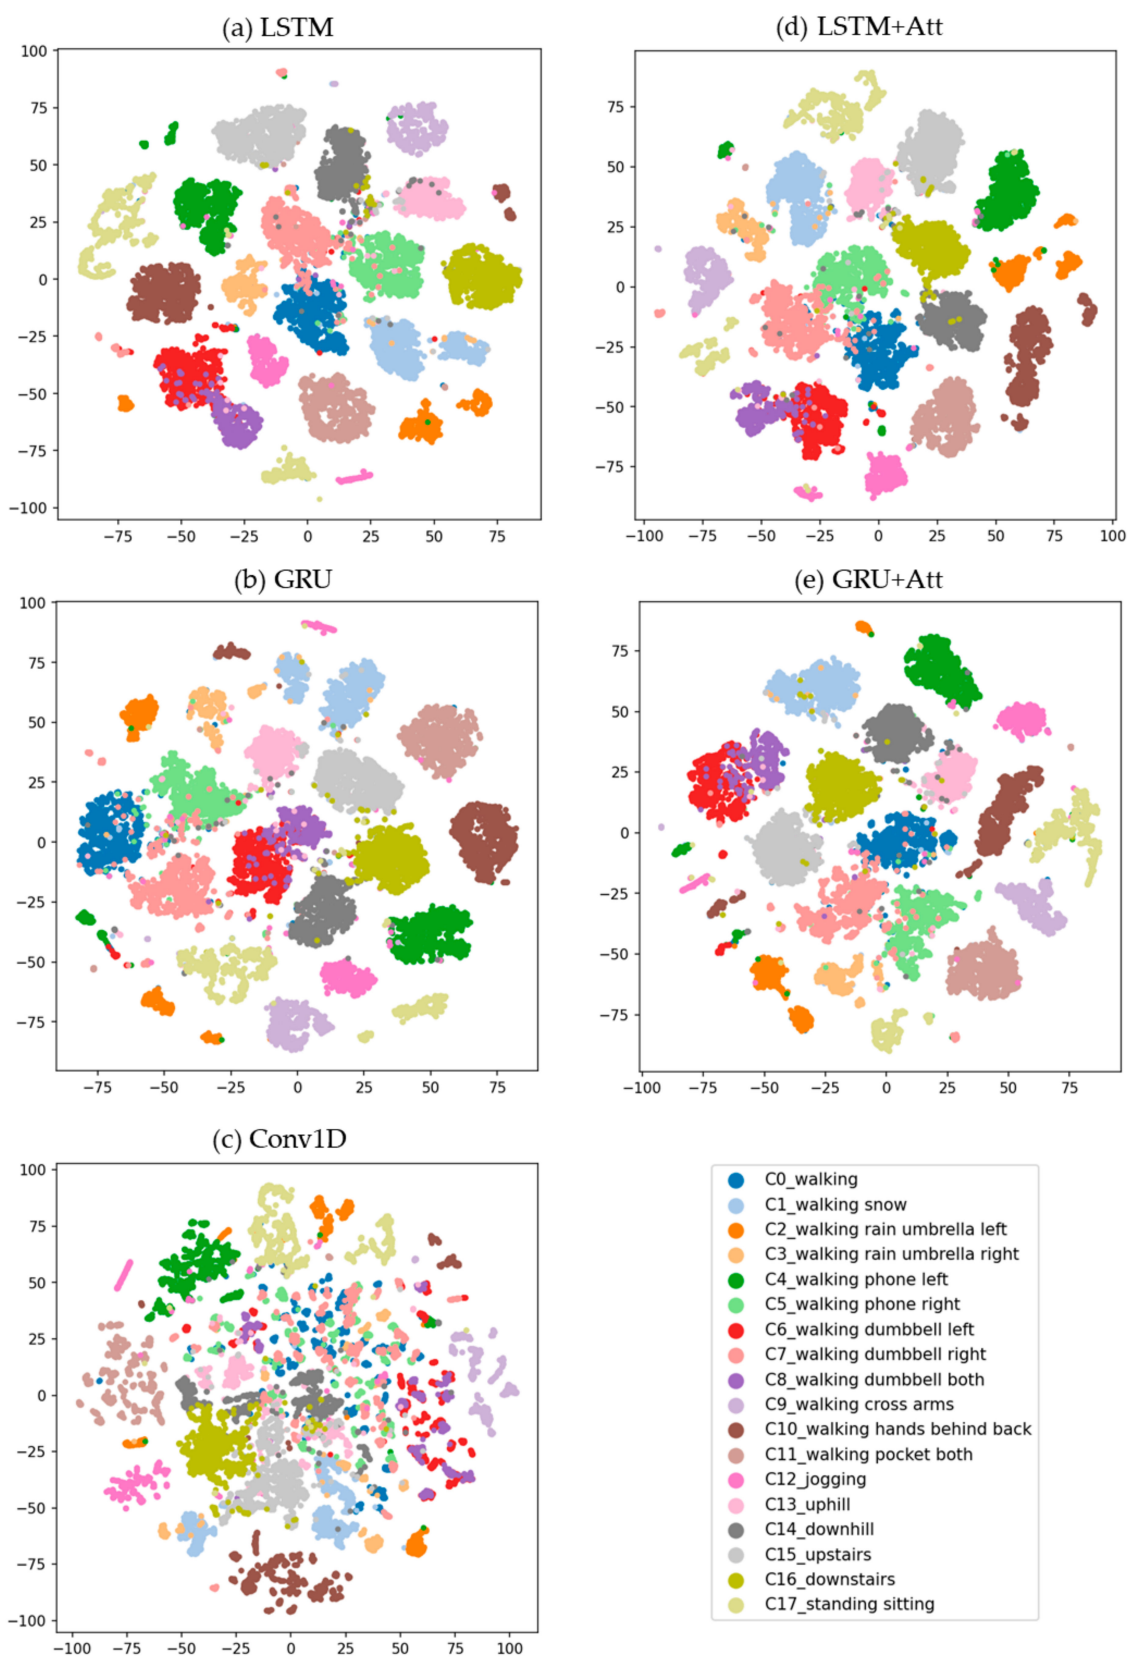 (a) LSTM
100
75
50
25
0
−25
−50
−75
−100
−75 −50 −25 0 25 50 75
(d) LSTM+Att
75
50
25
0
−25
−50
−75
−100 −75 −50 −25 0 25 50 75 100
(b) GRU
100
75
50
25
0
−25
−50
−75
−75 −50 −25 0 25 50 75
(e) GRU+Att
75
50
25
0
−25
−50
−75
−100 −75 −50 −25 0 25 50 75
(c) Conv1D
100
75
50
25
0
−25
−50
−75
−100
−100 −75 −50 −25 0 25 50 75 100
C0_walking
C1_walking snow
C2_walking rain umbrella left
C3_walking rain umbrella right
C4_walking phone left
C5_walking phone right
C6_walking dumbbell left
C7_walking dumbbell right
C8_walking dumbbell both
C9_walking cross arms
C10_walking hands behind back
C11_walking pocket both
C12_jogging
C13_uphill
C14_downhill
C15_upstairs
C16_downstairs
C17_standing sitting